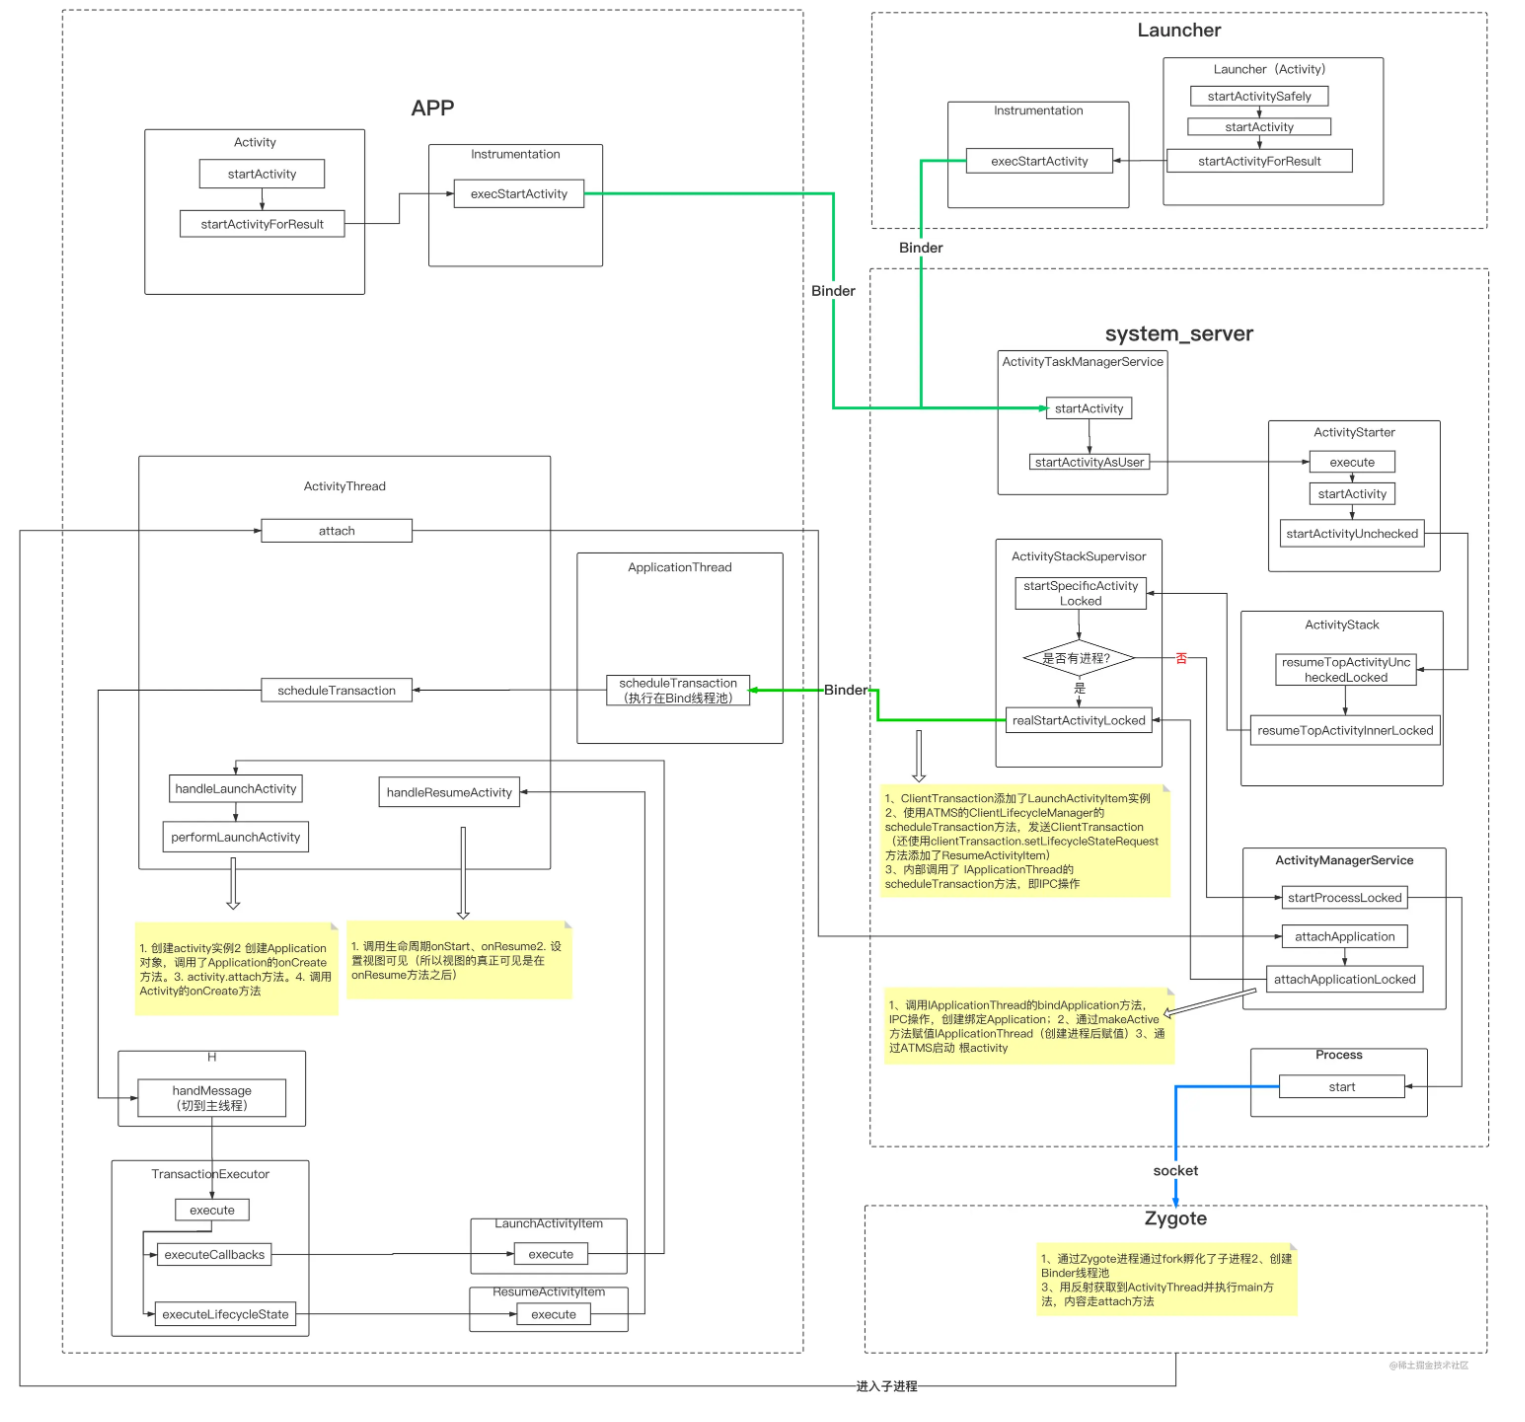 APP
Activity
startActivity
startActivityForResult
Instrumentation
execStartActivity
Binder
Launcher
Launcher（Activity）
startActivitySafely
startActivity
startActivityForResult
Instrumentation
execStartActivity
Binder
system_server
ActivityTaskManagerService
startActivity
startActivityAsUser
ActivityStarter
execute
startActivity
startActivityUnchecked
ActivityStackSupervisor
startSpecificActivity
Locked
是否有进程？
否
是
realStartActivityLocked
ActivityStack
resumeTopActivityUnc
heckedLocked
resumeTopActivityInnerLocked
ActivityThread
attach
ApplicationThread
scheduleTransaction
（执行在Bind线程池）
Binder
scheduleTransaction
handleLaunchActivity
performLaunchActivity
handleResumeActivity
1、ClientTransaction添加了LaunchActivityItem实例
2、使用ATMS的ClientLifecycleManager的
scheduleTransaction方法，发送ClientTransaction
（还使用clientTransaction.setLifecycleStateRequest
方法添加了ResumeActivityItem）
3、内部调用了 IApplicationThread的
scheduleTransaction方法，即IPC操作
ActivityManagerService
startProcessLocked
attachApplication
attachApplicationLocked
1. 创建activity实例2 创建Application
对象，调用了Application的onCreate
方法。3. activity.attach方法。4. 调用
Activity的onCreate方法
1. 调用生命周期onStart、onResume2. 设
置视图可见（所以视图的真正可见是在
onResume方法之后）
1、调用IApplicationThread的bindApplication方法，
IPC操作，创建绑定Application；2、通过makeActive
方法赋值IApplicationThread（创建进程后赋值）3、通
过ATMS启动 根activity
Process
start
H
handMessage
（切到主线程）
TransactionExecutor
execute
executeCallbacks
executeLifecycleState
LaunchActivityItem
execute
ResumeActivityItem
execute
socket
Zygote
1、通过Zygote进程通过fork孵化了子进程2、创建
Binder线程池
3、用反射获取到ActivityThread并执行main方
法，内容走attach方法
@稀土掘金技术社区
进入子进程